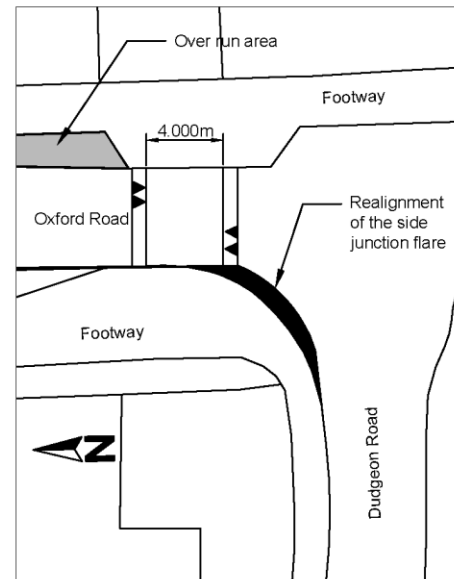 Over run area
Footway
4.000m
Oxford Road
Realignment
of the side
junction flare
Footway
N
Dudgeon Road